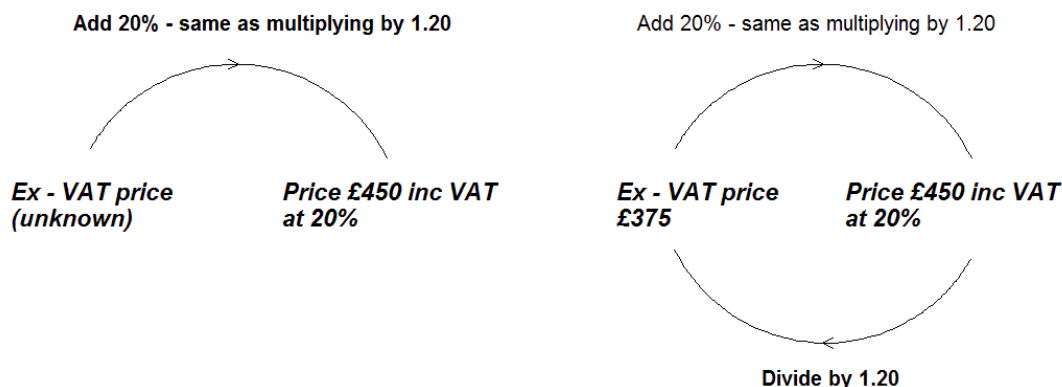 Add 20% - same as multiplying by 1.20
Ex - VAT price
(unknown)
Price £450 inc VAT
at 20%
Add 20% - same as multiplying by 1.20
Ex - VAT price
£375
Price £450 inc VAT
at 20%
Divide by 1.20